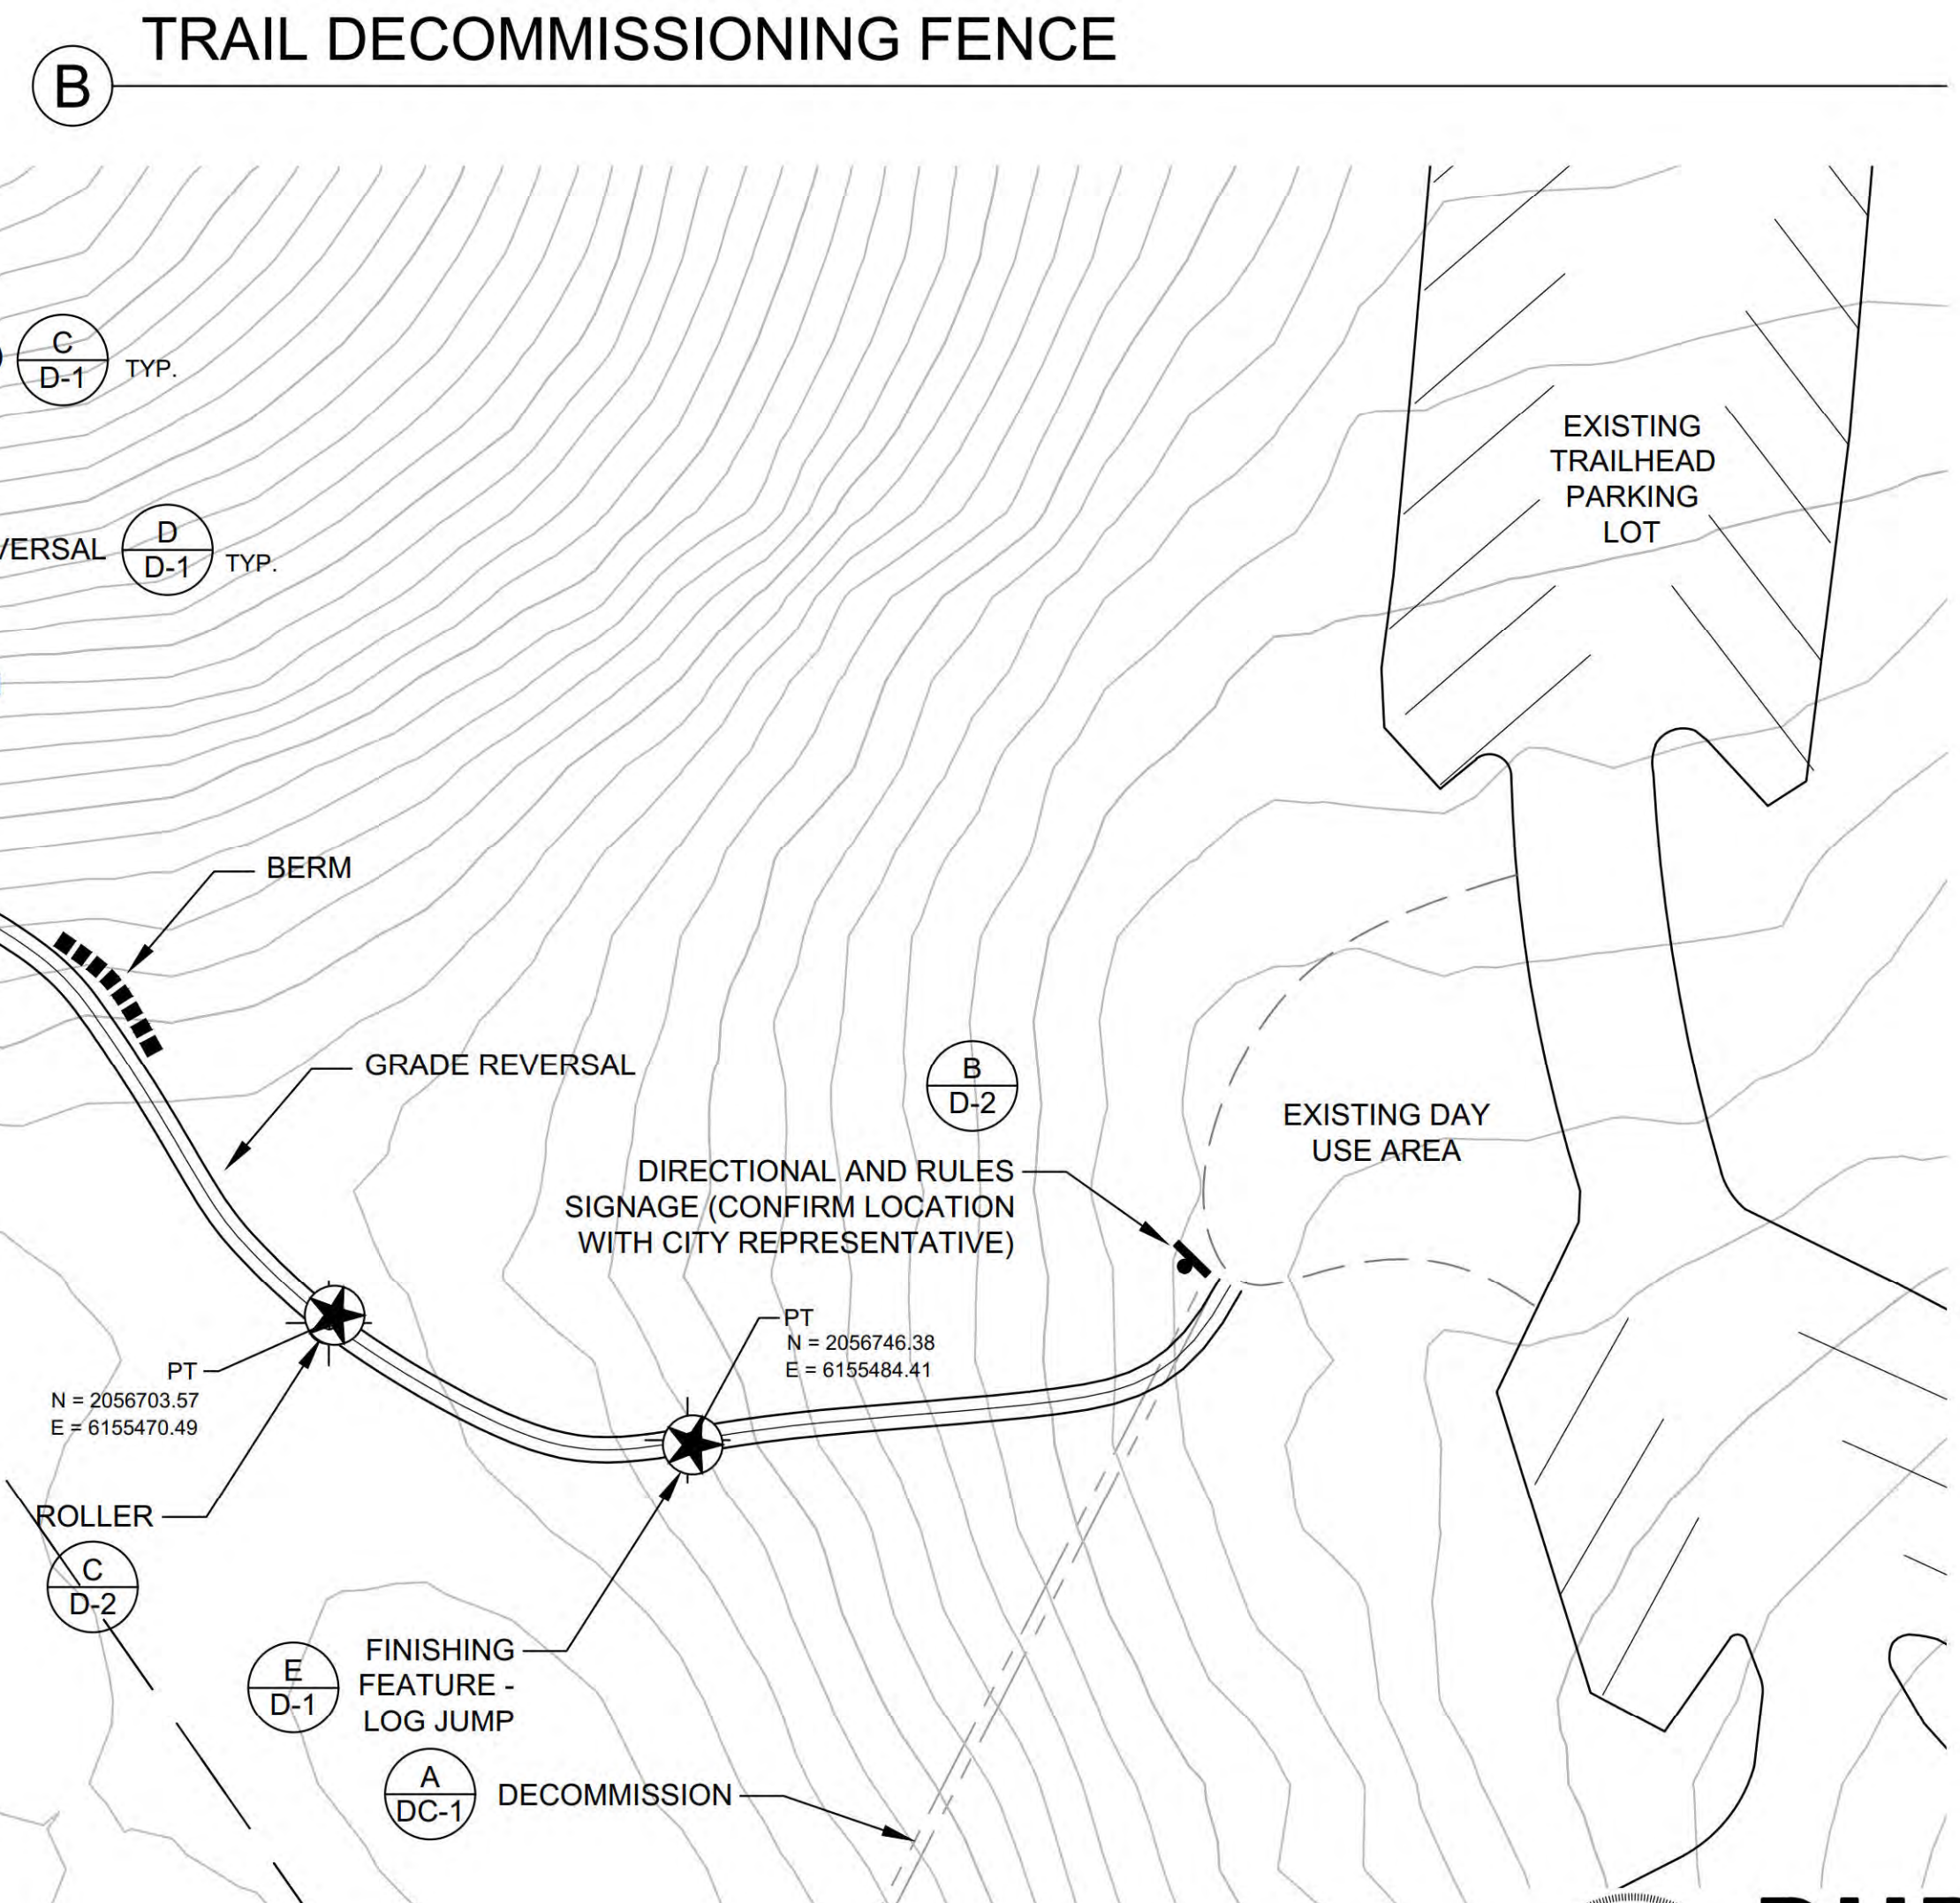 TRAIL DECOMMISSIONING FENCE
B
C
D-1
TYP.
VERSAL
D
D-1
TYP.
EXISTING
TRAILHEAD
PARKING
LOT
BERM
GRADE REVERSAL
B
D-2
DIRECTIONAL AND RULES
SIGNAGE (CONFIRM LOCATION
WITH CITY REPRESENTATIVE)
EXISTING DAY
USE AREA
PT
N = 2056746.38
E = 6155484.41
PT
N = 2056703.57
E = 6155470.49
ROLLER
C
D-2
E
D-1
FINISHING
FEATURE -
LOG JUMP
A
DC-1
DECOMMISSION